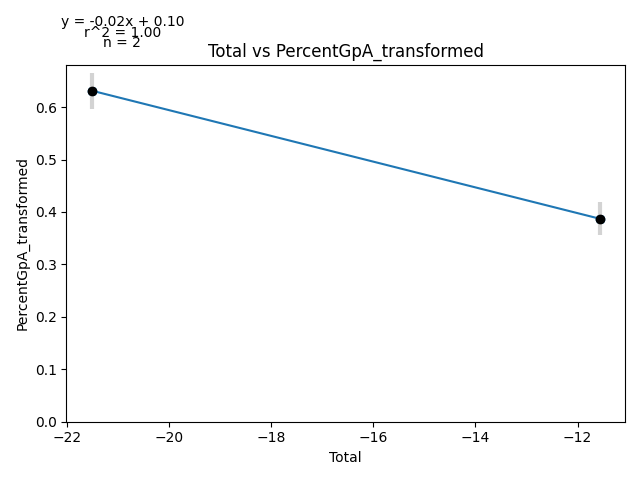 y = -0.02x + 0.10
r^2 = 1.00
n = 2
Total vs PercentGpA_transformed
PercentGpA_transformed
0.6
0.5
0.4
0.3
0.2
0.1
0.0
−22 −20 −18 −16 −14 −12
Total